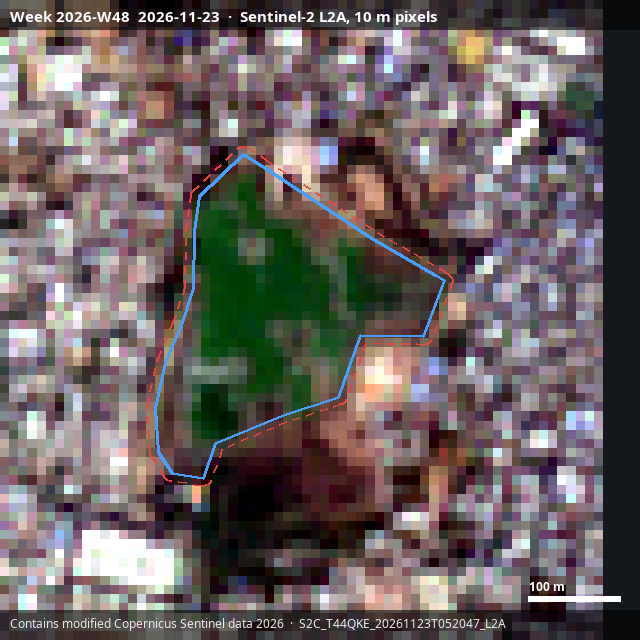 Week 2026-W48  2026-11-23  ·  Sentinel-2 L2A, 10 m pixels
100 m
Contains modified Copernicus Sentinel data 2026  ·  S2C_T44QKE_20261123T052047_L2A